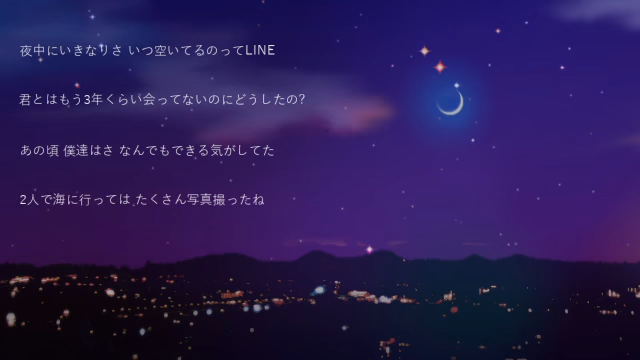 夜中にいきなりさ いつ空いてるのってLINE
君とはもう3年くらい会ってないのにどうしたの?
あの頃 僕達はさ なんでもできる気がしてた
2人で海に行っては たくさん写真撮ったね